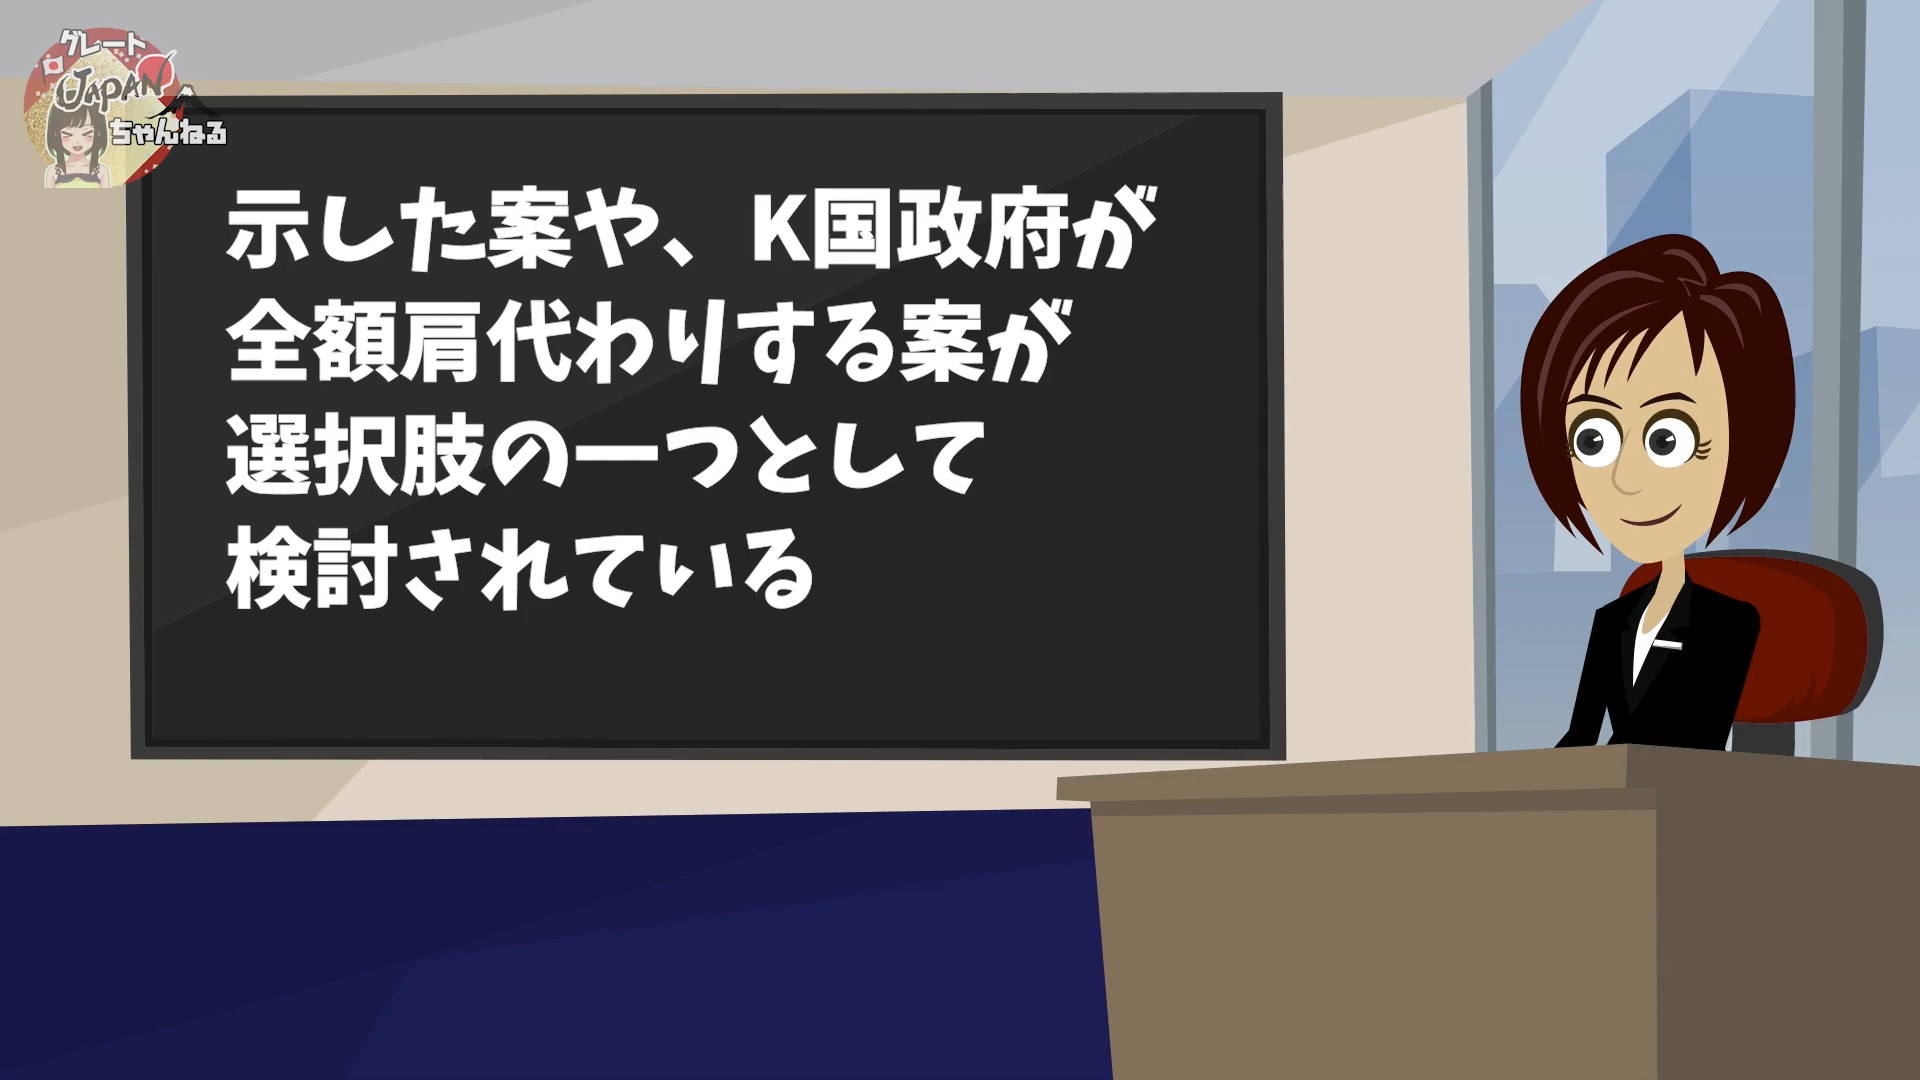 グレート
JAPAN
ちゃんねる
示した案や、K国政府が
全額肩代わりする案が
選択肢の一つとして
検討されている